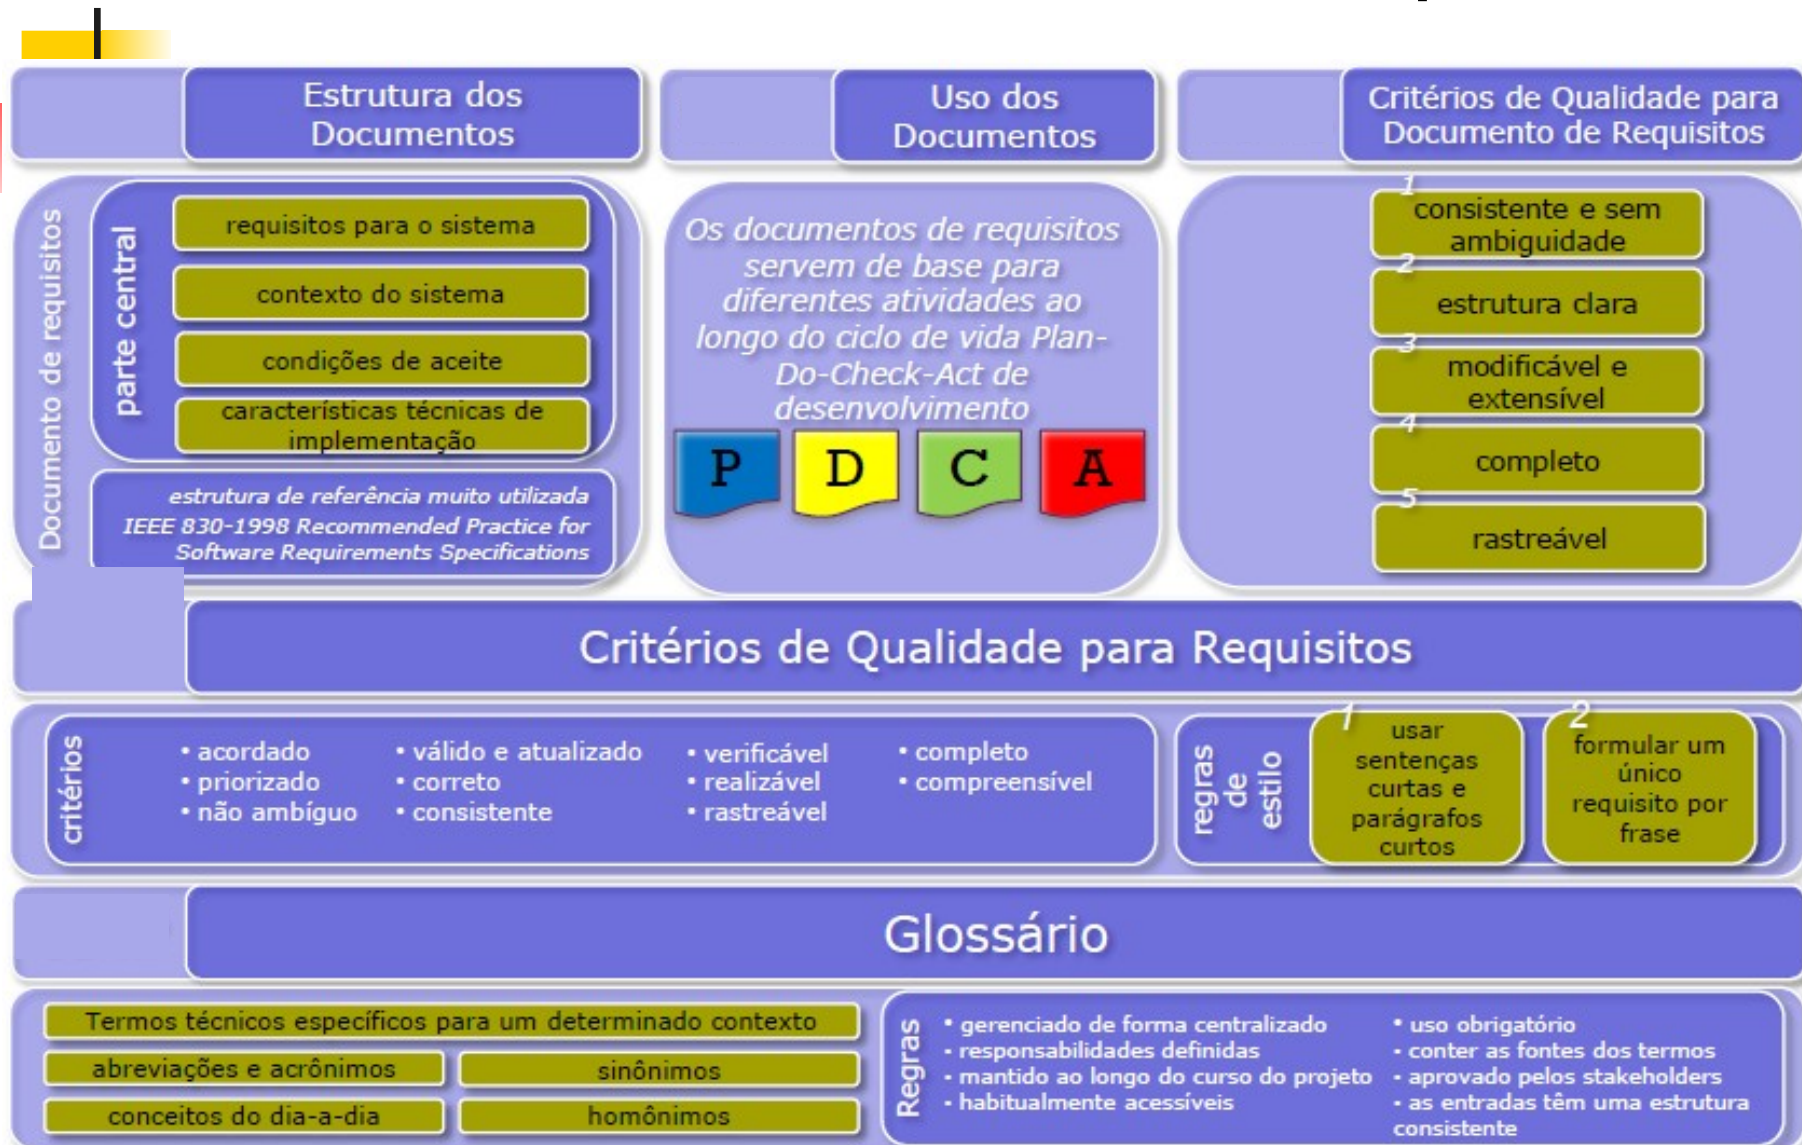 Estrutura dos
Documentos
Documento de requisitos
parte central
requisitos para o sistema
contexto do sistema
condições de aceite
características técnicas de
implementação
estrutura de referência muito utilizada
IEEE 830-1998 Recommended Practice for
Software Requirements Specifications
Uso dos
Documentos
Os documentos de requisitos
servem de base para
diferentes atividades ao
longo do ciclo de vida Plan-
Do-Check-Act de
desenvolvimento
P D C A
Critérios de Qualidade para
Documento de Requisitos
1
consistente e sem
ambiguidade
2
estrutura clara
3
modificável e
extensível
4
completo
5
rastreável
Critérios de Qualidade para Requisitos
critérios
• acordado
• priorizado
• não ambíguo
• válido e atualizado
• correto
• consistente
• verificável
• realizável
• rastreável
• completo
• compreensível
regras
de
estilo
1
usar
sentenças
curtas e
parágrafos
curtos
2
formular um
único
requisito por
frase
Glossário
Termos técnicos específicos para um determinado contexto
abreviações e acrônimos
sinônimos
conceitos do dia-a-dia
homônimos
Regras
• gerenciado de forma centralizado
• responsabilidades definidas
• mantido ao longo do curso do projeto
• habitualmente acessíveis
• uso obrigatório
• conter as fontes dos termos
• aprovado pelos stakeholders
• as entradas têm uma estrutura
consistente